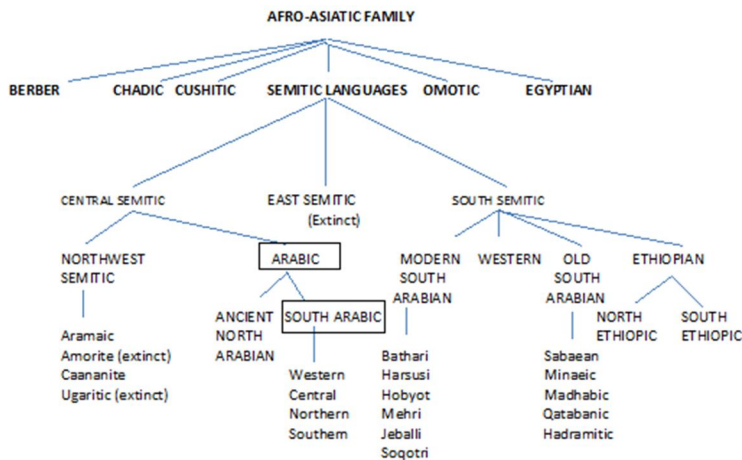 AFRO-ASIATIC FAMILY
BERBER CHADIC CUSHITIC SEMITIC LANGUAGES OMOTIC EGYPTIAN
CENTRAL SEMITIC
EAST SEMITIC
(Extinct)
SOUTH SEMITIC
NORTHWEST
SEMITIC
ARABIC
MODERN
SOUTH
ARABIAN
WESTERN
OLD
SOUTH
ARABIAN
ETHIOPIAN
Aramaic
Amorite (extinct)
Caananite
Ugaritic (extinct)
ANCIENT
NORTH
ARABIAN
SOUTH ARABIC
Western
Central
Northern
Southern
Bathari
Harsusi
Hobyot
Mehri
Jeballi
Soqotri
Sabaean
Minaeic
Madhabic
Qatabanic
Hadramitic
NORTH
ETHIOPIC
SOUTH
ETHIOPIC